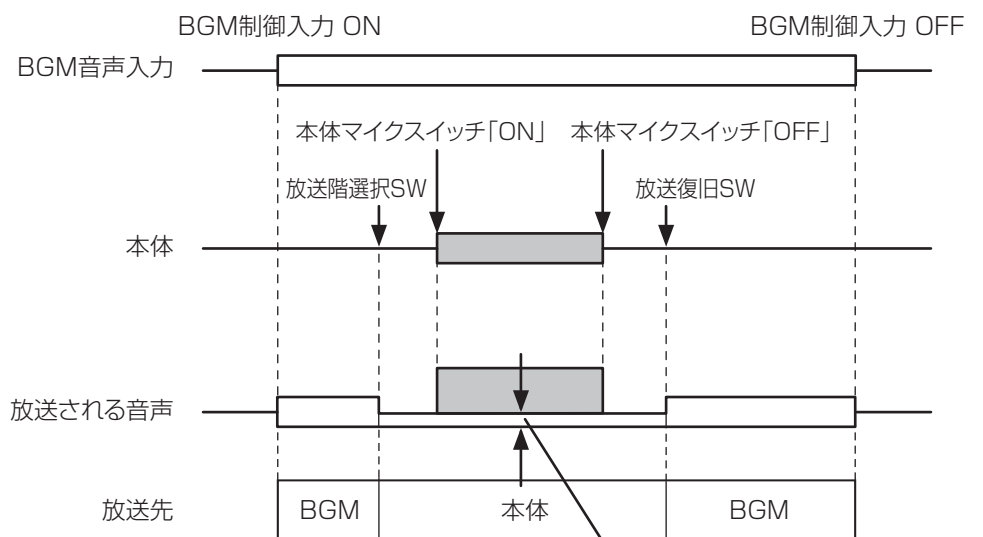 BGM制御入力 ON
BGM制御入力 OFF
BGM音声入力
本体マイクスイッチ｢ON｣
本体マイクスイッチ｢OFF｣
放送階選択SW
放送復旧SW
本体
放送される音声
放送先
BGM
本体
BGM